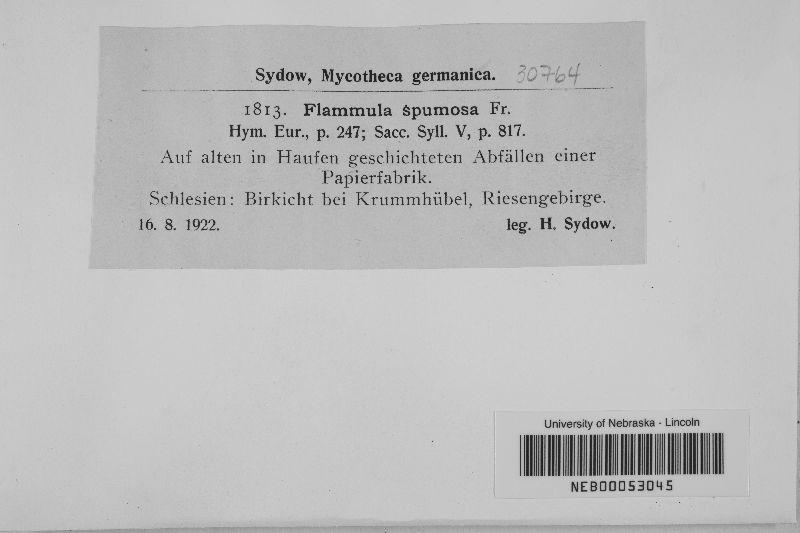 Sydow, Mycotheca germanica. 30764
1813. Flammula spumosa Fr.
Hym. Eur., p. 247; Sacc. Syll. V, p. 817.
Auf alten in Haufen geschichteten Abfällen einer
Papierfabrik.
Schlesien: Birkicht bei Krummhübel, Riesengebirge.
16. 8. 1922. leg. H. Sydow.
University of Nebraska - Lincoln
NEB00053045